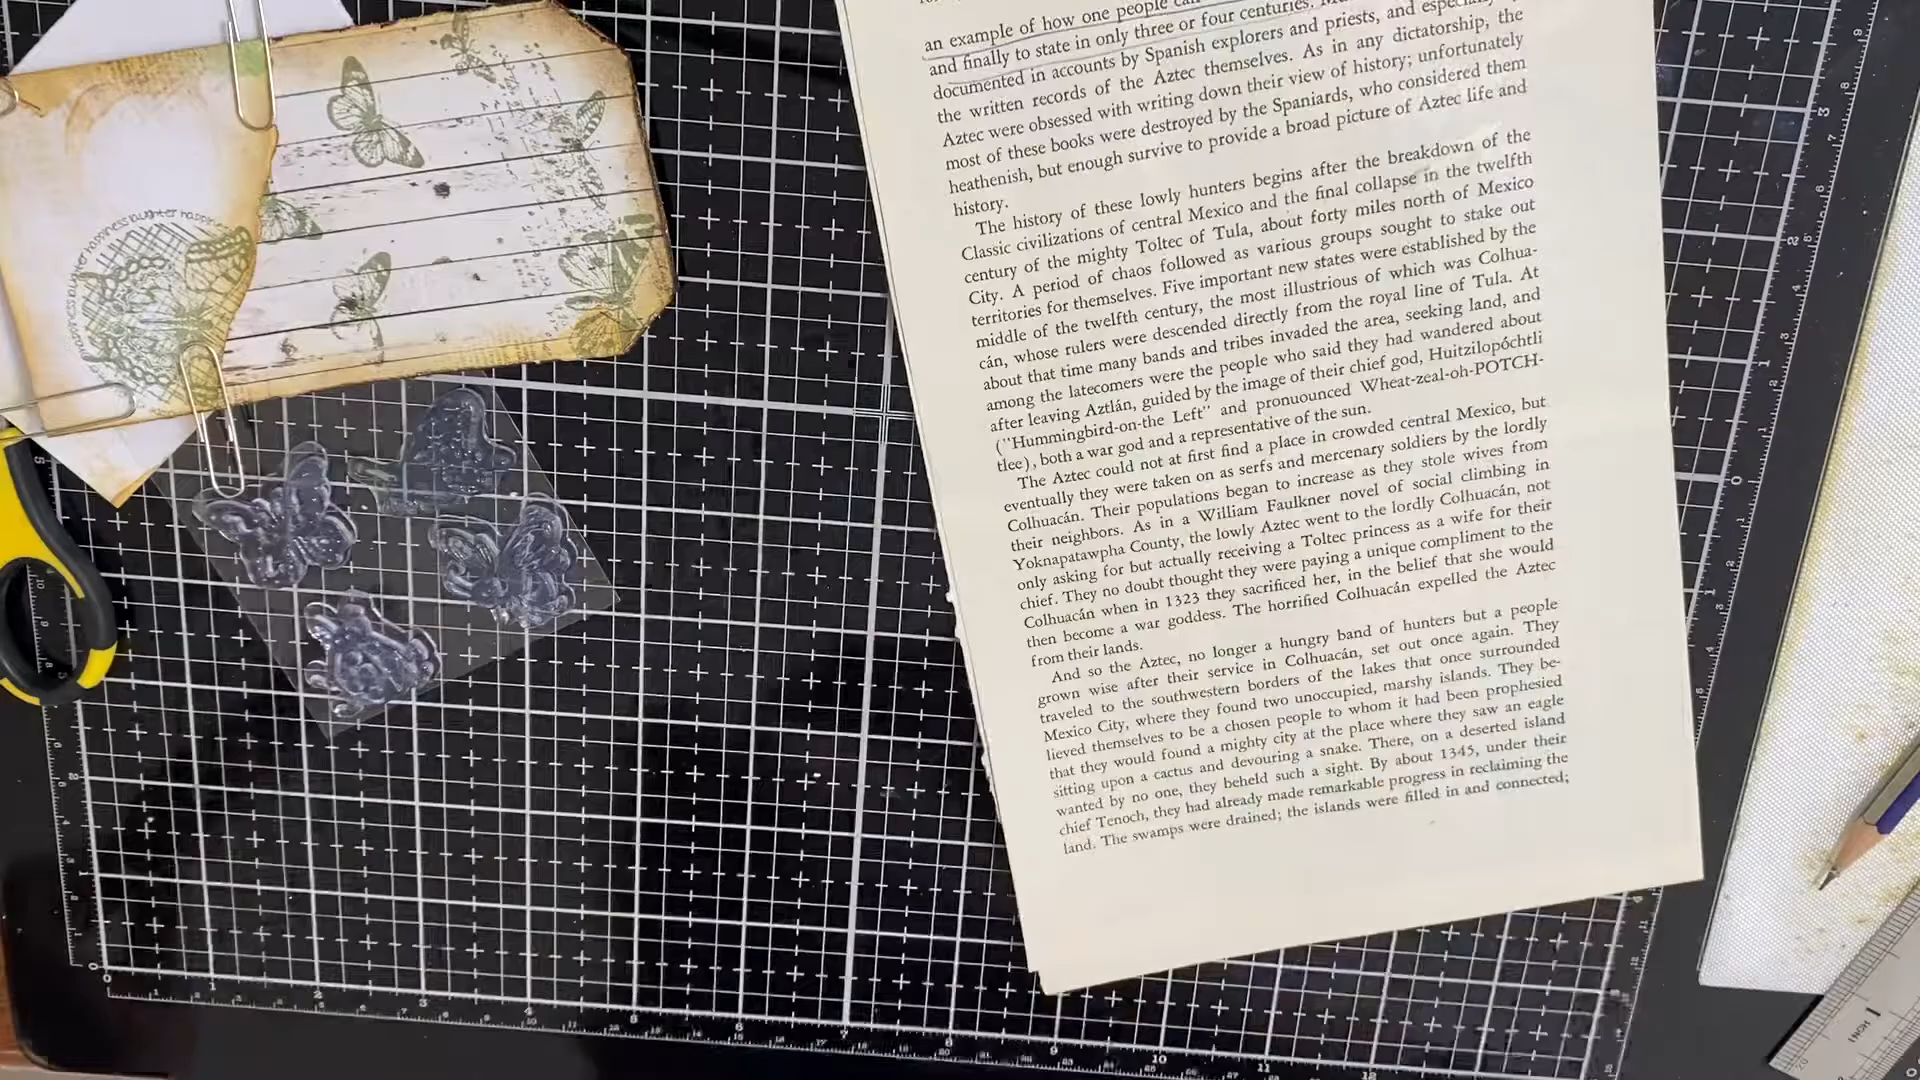 an example of how one people can
and finally to state in only three or four centuries.
documented in accounts by Spanish explorers and priests, and
the written records of the Aztec themselves. As in any dictatorship, the
Aztec were obsessed with writing down their view of history; unfortunately
most of these books were destroyed by the Spaniards, who considered them
heathenish, but enough survive to provide a broad picture of Aztec life and
history.
The history of these lowly hunters begins after the breakdown of the
Classic civilizations of central Mexico and the final collapse in the twelfth
century of the mighty Toltec of Tula, about forty miles north of Mexico
City. A period of chaos followed as various groups sought to stake out
territories for themselves. Five important new states were established by the
middle of the twelfth century, the most illustrious of which was Colhua-
cán, whose rulers were descended directly from the royal line of Tula. At
about that time many bands and tribes invaded the area, seeking land, and
among the latecomers were the people who said they had wandered about
after leaving Aztlán, guided by the image of their chief god, Huitzilopóchtli
("Hummingbird-on-the Left" and pronuounced Wheat-zeal-oh-POTCH-
tlee), both a war god and a representative of the sun.
The Aztec could not at first find a place in crowded central Mexico, but
eventually they were taken on as serfs and mercenary soldiers by the lordly
Colhuacán. Their populations began to increase as they stole wives from
their neighbors. As in a William Faulkner novel of social climbing in
Yoknapatawpha County, the lowly Aztec went to the lordly Colhuacán, not
only asking for but actually receiving a Toltec princess as a wife for their
chief. They no doubt thought they were paying a unique compliment to the
Colhuacán when in 1323 they sacrificed her, in the belief that she would
then become a war goddess. The horrified Colhuacán expelled the Aztec
from their lands.
And so the Aztec, no longer a hungry band of hunters but a people
grown wise after their service in Colhuacán, set out once again. They
traveled to the southwestern borders of the lakes that once surrounded
Mexico City, where they found two unoccupied, marshy islands. They be-
lieved themselves to be a chosen people to whom it had been prophesied
that they would found a mighty city at the place where they saw an eagle
sitting upon a cactus and devouring a snake. There, on a deserted island
wanted by no one, they beheld such a sight. By about 1345, under their
chief Tenoch, they had already made remarkable progress in reclaiming the
land. The swamps were drained; the islands were filled in and connected;
happiness laughter happiness laughter